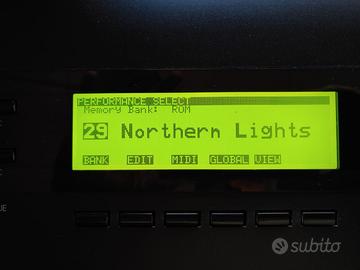 PERFORMANCE SELECT
Memory Bank: ROM
29 Northern Lights
BANK EDIT MIDI GLOBAL VIEW
subito